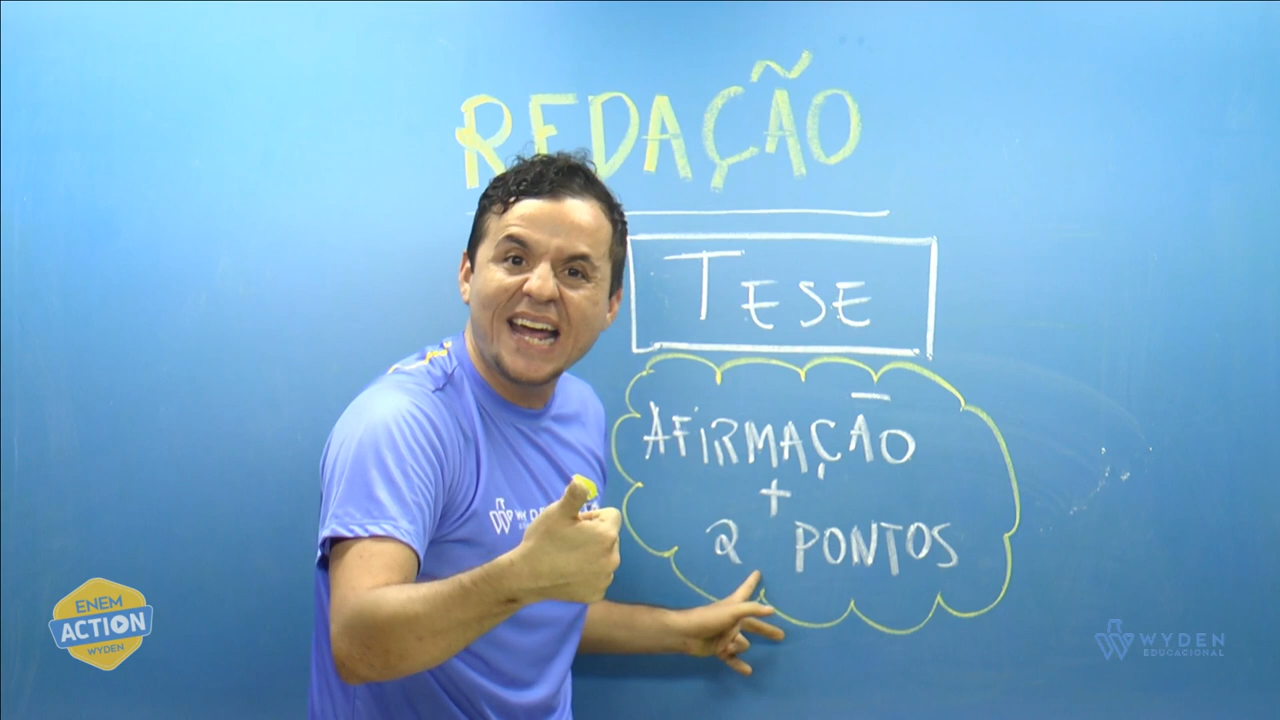 REDAÇÃO
TESE
AFIRMAÇÃO
+
2 PONTOS
ENEM
ACTION
WYDEN
WYDEN
EDUCACIONAL